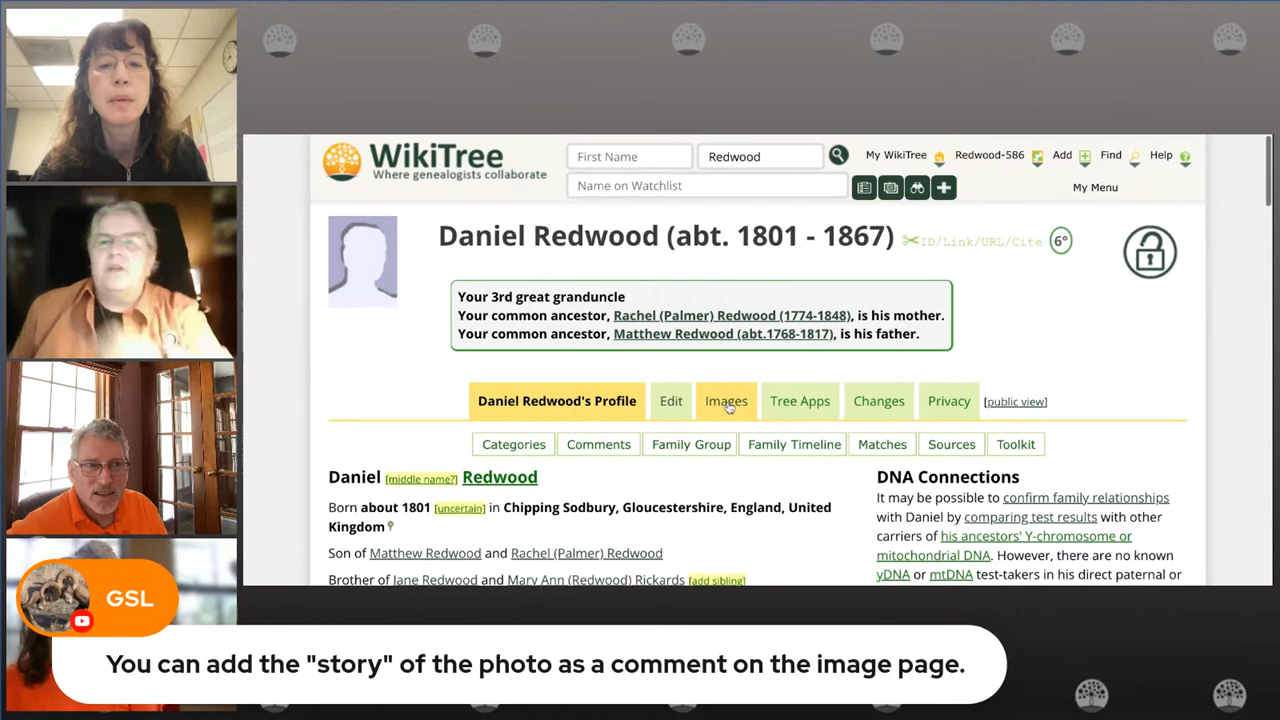 WikiTree
Where genealogists collaborate
First Name
Redwood
My WikiTree
Redwood-586
Add
Find
Help
Name on Watchlist
My Menu
Daniel Redwood (abt. 1801 - 1867)
ID/Link/URL/Cite
6°
Your 3rd great granduncle
Your common ancestor, Rachel (Palmer) Redwood (1774-1848), is his mother.
Your common ancestor, Matthew Redwood (abt.1768-1817), is his father.
Daniel Redwood's Profile
Edit
Images
Tree Apps
Changes
Privacy
[public view]
Categories
Comments
Family Group
Family Timeline
Matches
Sources
Toolkit
Daniel [middle name?] Redwood
Born about 1801 [uncertain] in Chipping Sodbury, Gloucestershire, England, United
Kingdom
Son of Matthew Redwood and Rachel (Palmer) Redwood
Brother of Jane Redwood and Mary Ann (Redwood) Rickards [add sibling]
DNA Connections
It may be possible to confirm family relationships
with Daniel by comparing test results with other
carriers of his ancestors' Y-chromosome or
mitochondrial DNA. However, there are no known
yDNA or mtDNA test-takers in his direct paternal or
GSL
You can add the "story" of the photo as a comment on the image page.